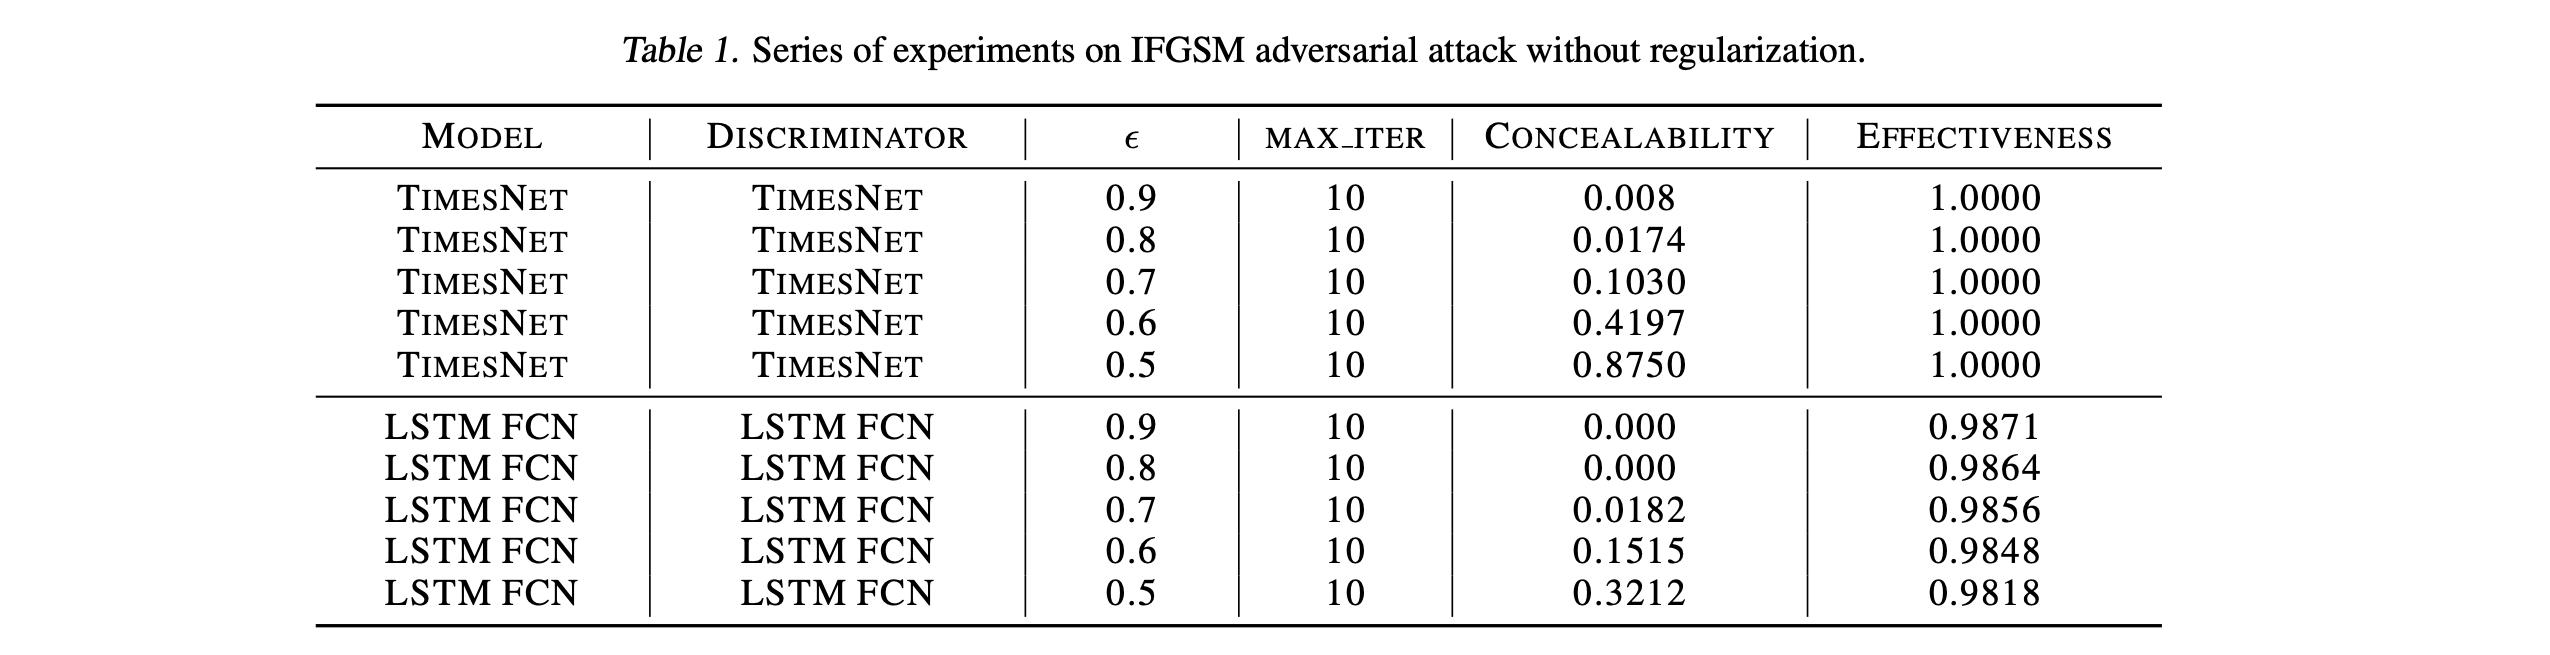 Table 1. Series of experiments on IFGSM adversarial attack without regularization.
MODEL DISCRIMINATOR ϵ MAX_ITER CONCEALABILITY EFFECTIVENESS
TIMESNET TIMESNET 0.9 10 0.008 1.0000
TIMESNET TIMESNET 0.8 10 0.0174 1.0000
TIMESNET TIMESNET 0.7 10 0.1030 1.0000
TIMESNET TIMESNET 0.6 10 0.4197 1.0000
TIMESNET TIMESNET 0.5 10 0.8750 1.0000
LSTM FCN LSTM FCN 0.9 10 0.000 0.9871
LSTM FCN LSTM FCN 0.8 10 0.000 0.9864
LSTM FCN LSTM FCN 0.7 10 0.0182 0.9856
LSTM FCN LSTM FCN 0.6 10 0.1515 0.9848
LSTM FCN LSTM FCN 0.5 10 0.3212 0.9818